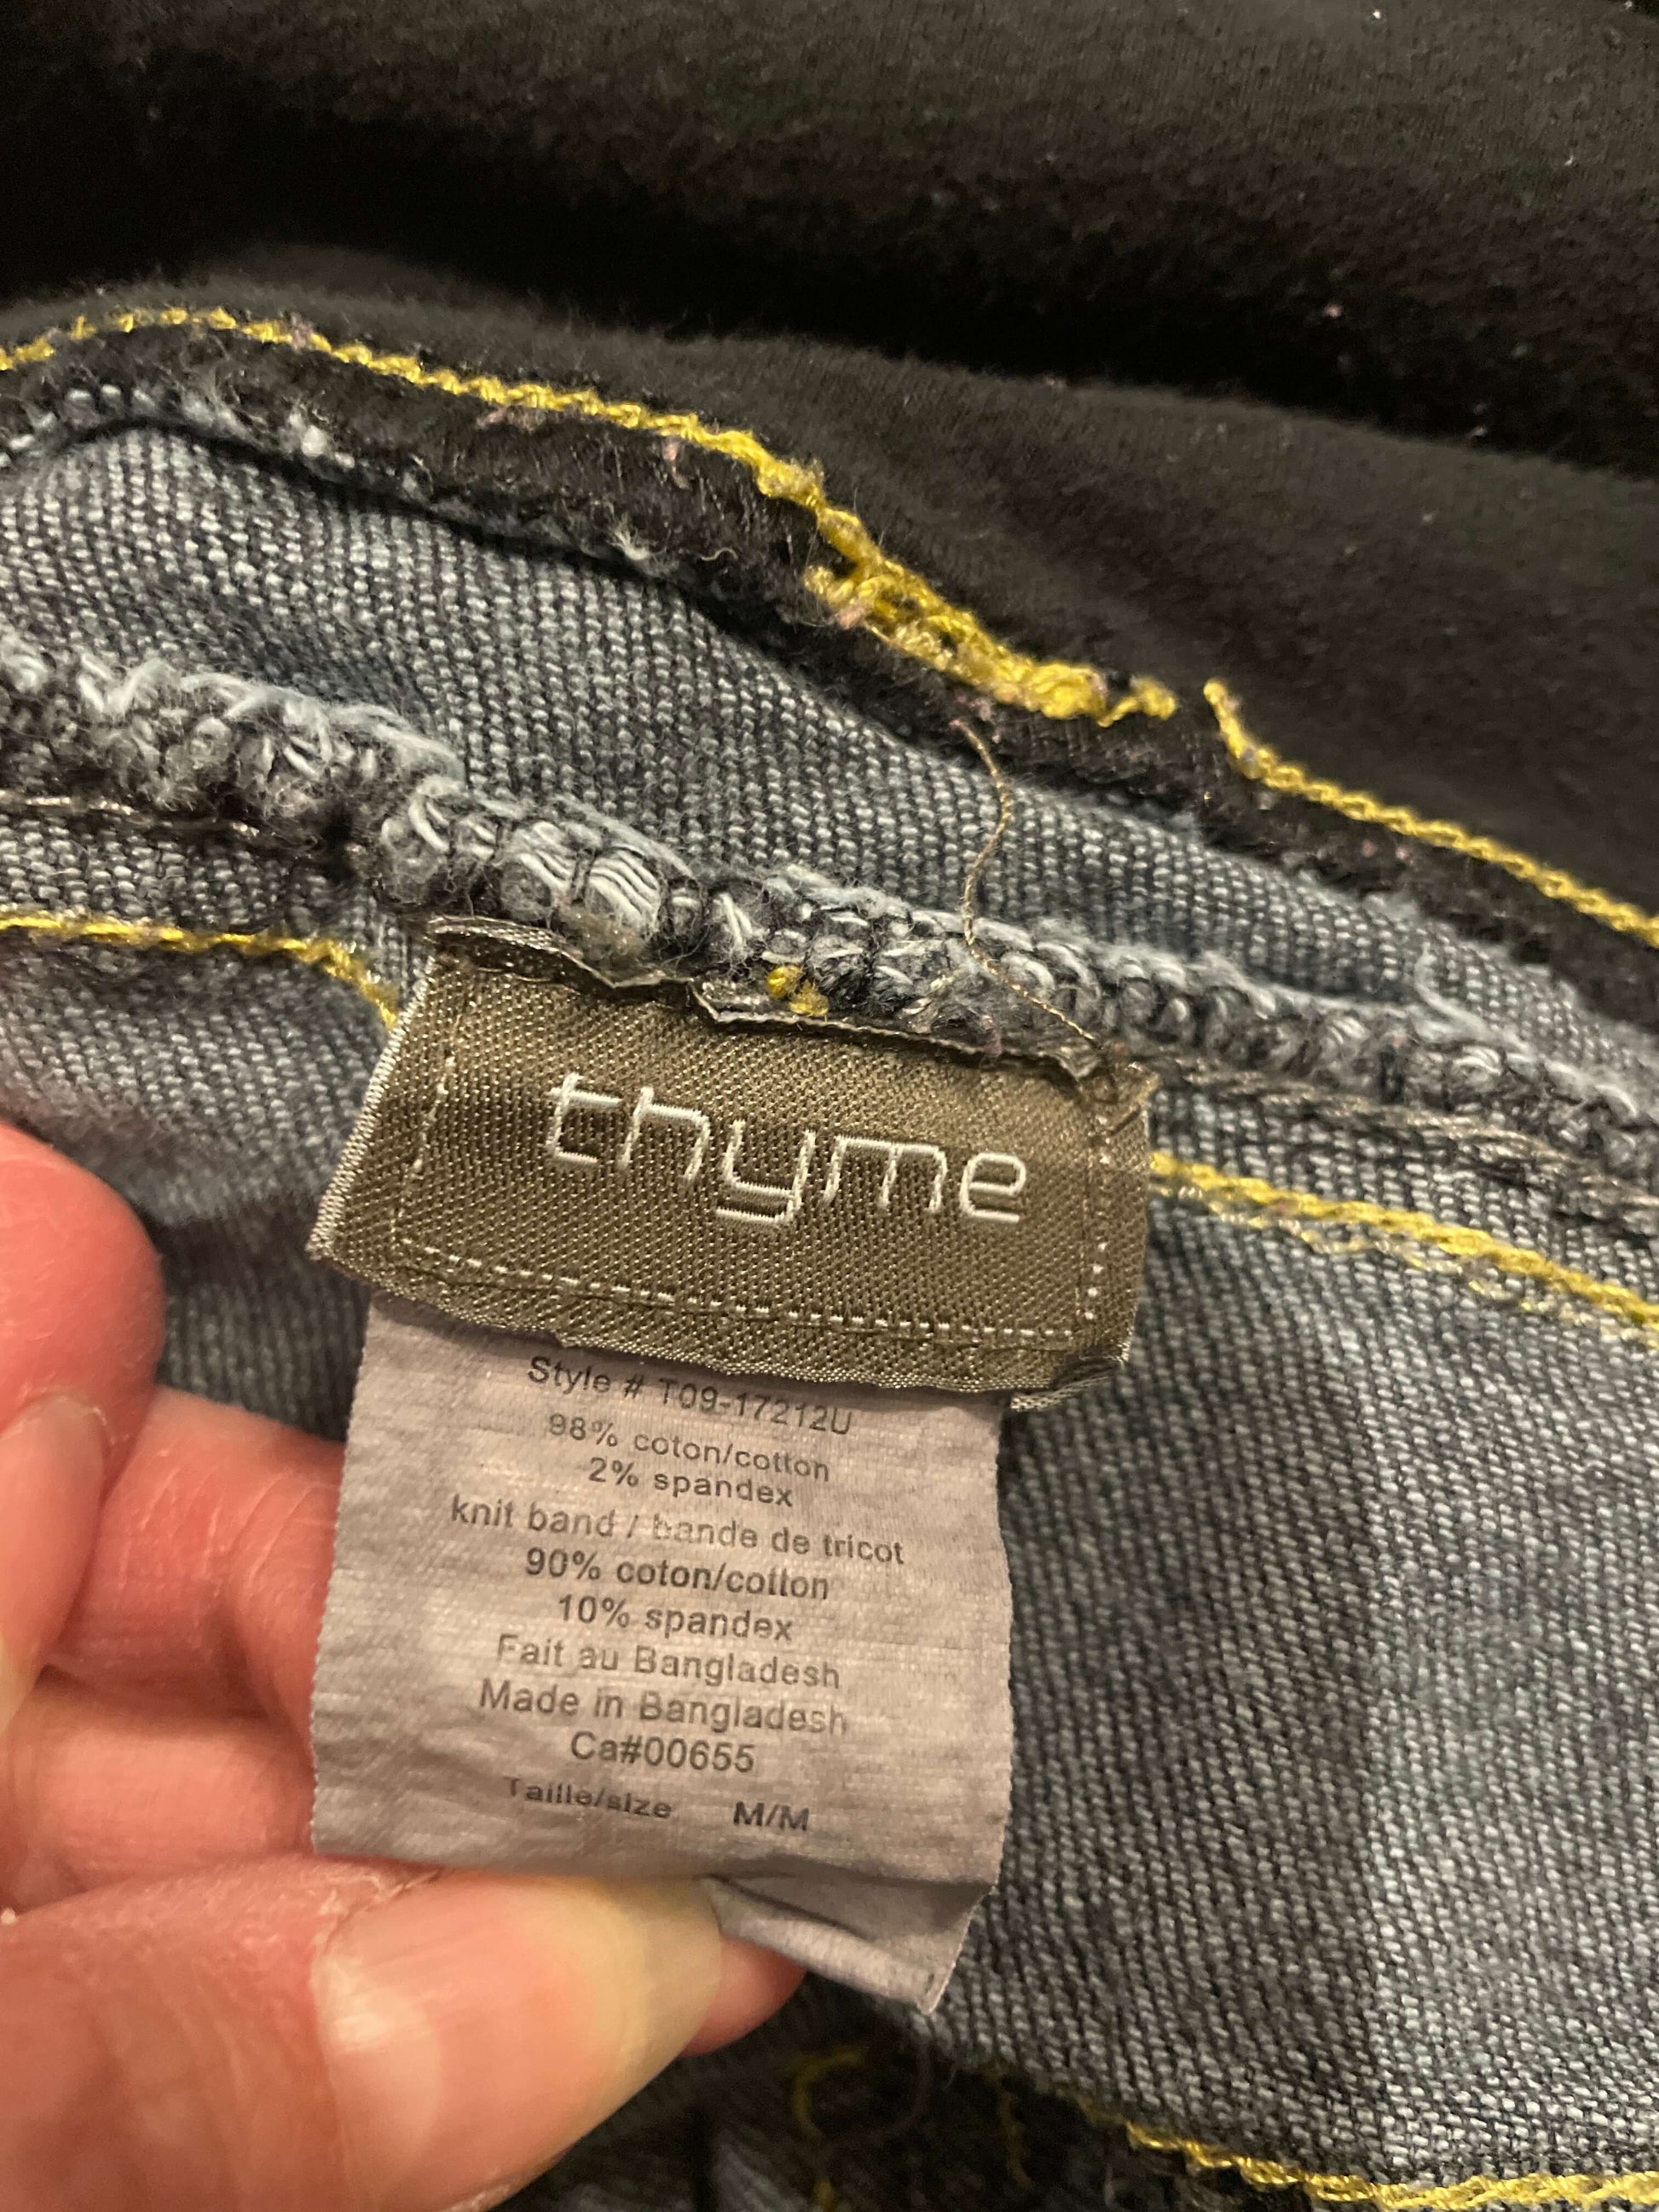 thyme
Style # T09-17212U
98% coton/cotton
2% spandex
knit band / bande de tricot
90% coton/cotton
10% spandex
Fait au Bangladesh
Made in Bangladesh
Ca#00655
Taille/size M/M